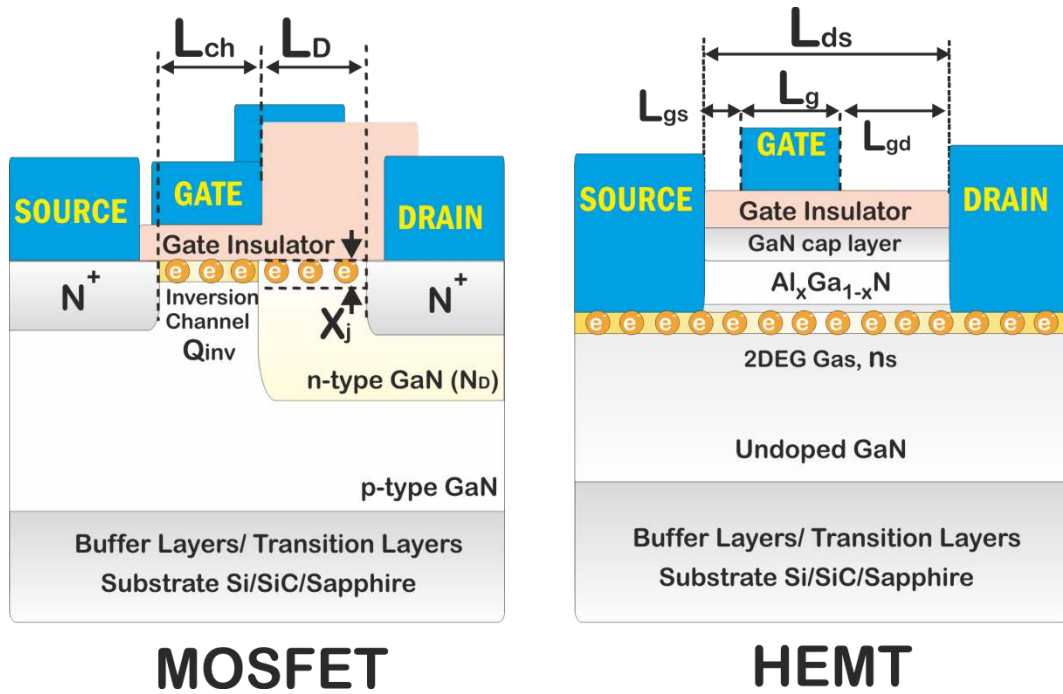 Lch
LD
SOURCE
GATE
DRAIN
Gate Insulator
N+
e e e e e e
N+
Inversion
Channel
Qinv
Xj
n-type GaN (ND)
p-type GaN
Buffer Layers/ Transition Layers
Substrate Si/SiC/Sapphire
MOSFET
Lds
Lgs
Lg
Lgd
GATE
SOURCE
DRAIN
Gate Insulator
GaN cap layer
AlxGa1-xN
e e e e e e e e e e e e
2DEG Gas, ns
Undoped GaN
Buffer Layers/ Transition Layers
Substrate Si/SiC/Sapphire
HEMT